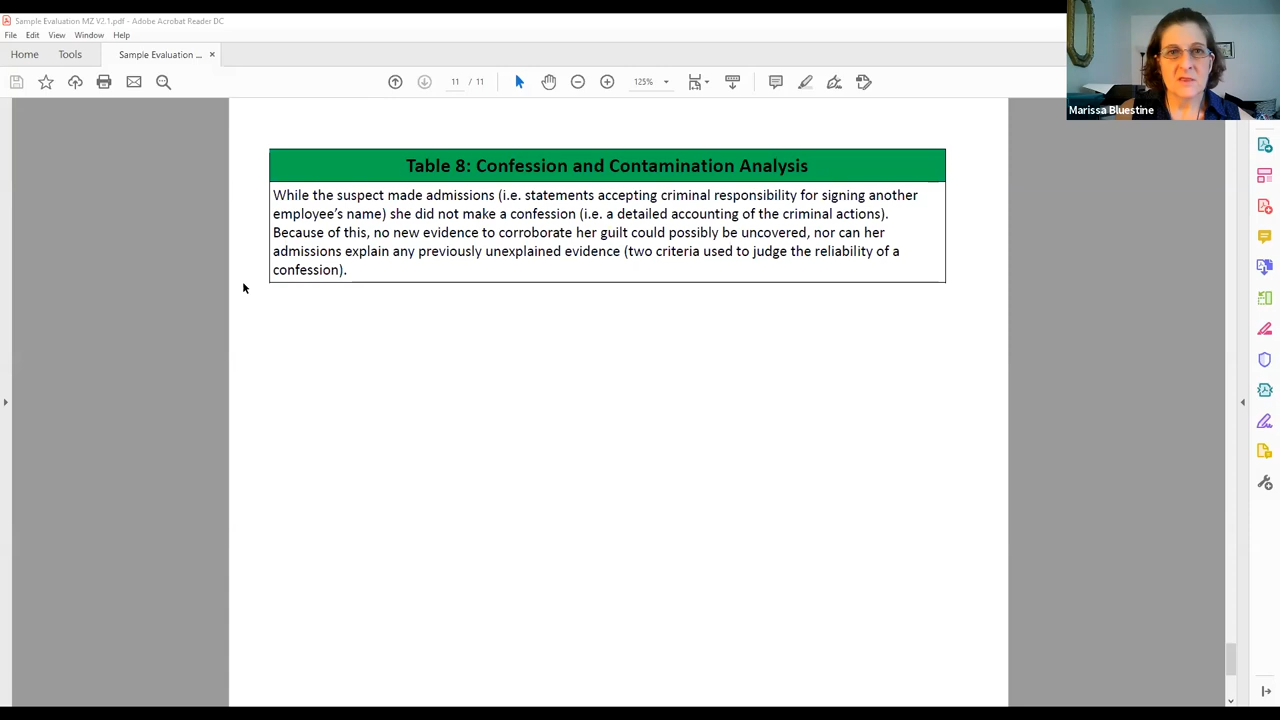 Sample Evaluation MZ V2.1.pdf - Adobe Acrobat Reader DC
File Edit View Window Help
Home Tools Sample Evaluation ... ×
11 / 11 125%
Marissa Bluestine
Table 8: Confession and Contamination Analysis
While the suspect made admissions (i.e. statements accepting criminal responsibility for signing another
employee’s name) she did not make a confession (i.e. a detailed accounting of the criminal actions).
Because of this, no new evidence to corroborate her guilt could possibly be uncovered, nor can her
admissions explain any previously unexplained evidence (two criteria used to judge the reliability of a
confession).